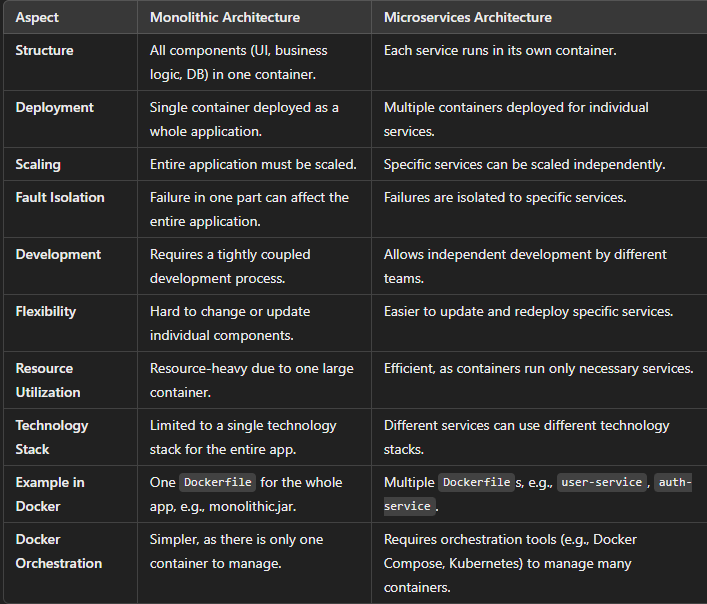 Aspect Monolithic Architecture Microservices Architecture
Structure All components (UI, business Each service runs in its own container.
logic, DB) in one container.
Deployment Single container deployed as a Multiple containers deployed for individual
whole application. services.
Scaling Entire application must be scaled. Specific services can be scaled independently.
Fault Isolation Failure in one part can affect the Failures are isolated to specific services.
entire application.
Development Requires a tightly coupled Allows independent development by different
development process. teams.
Flexibility Hard to change or update Easier to update and redeploy specific services.
individual components.
Resource Resource-heavy due to one large Efficient, as containers run only necessary services.
Utilization container.
Technology Limited to a single technology Different services can use different technology
Stack stack for the entire app. stacks.
Example in One Dockerfile for the whole Multiple Dockerfile s, e.g., user-service , auth-
Docker app, e.g., monolithic.jar. service .
Docker Simpler, as there is only one Requires orchestration tools (e.g., Docker
Orchestration container to manage. Compose, Kubernetes) to manage many
containers.